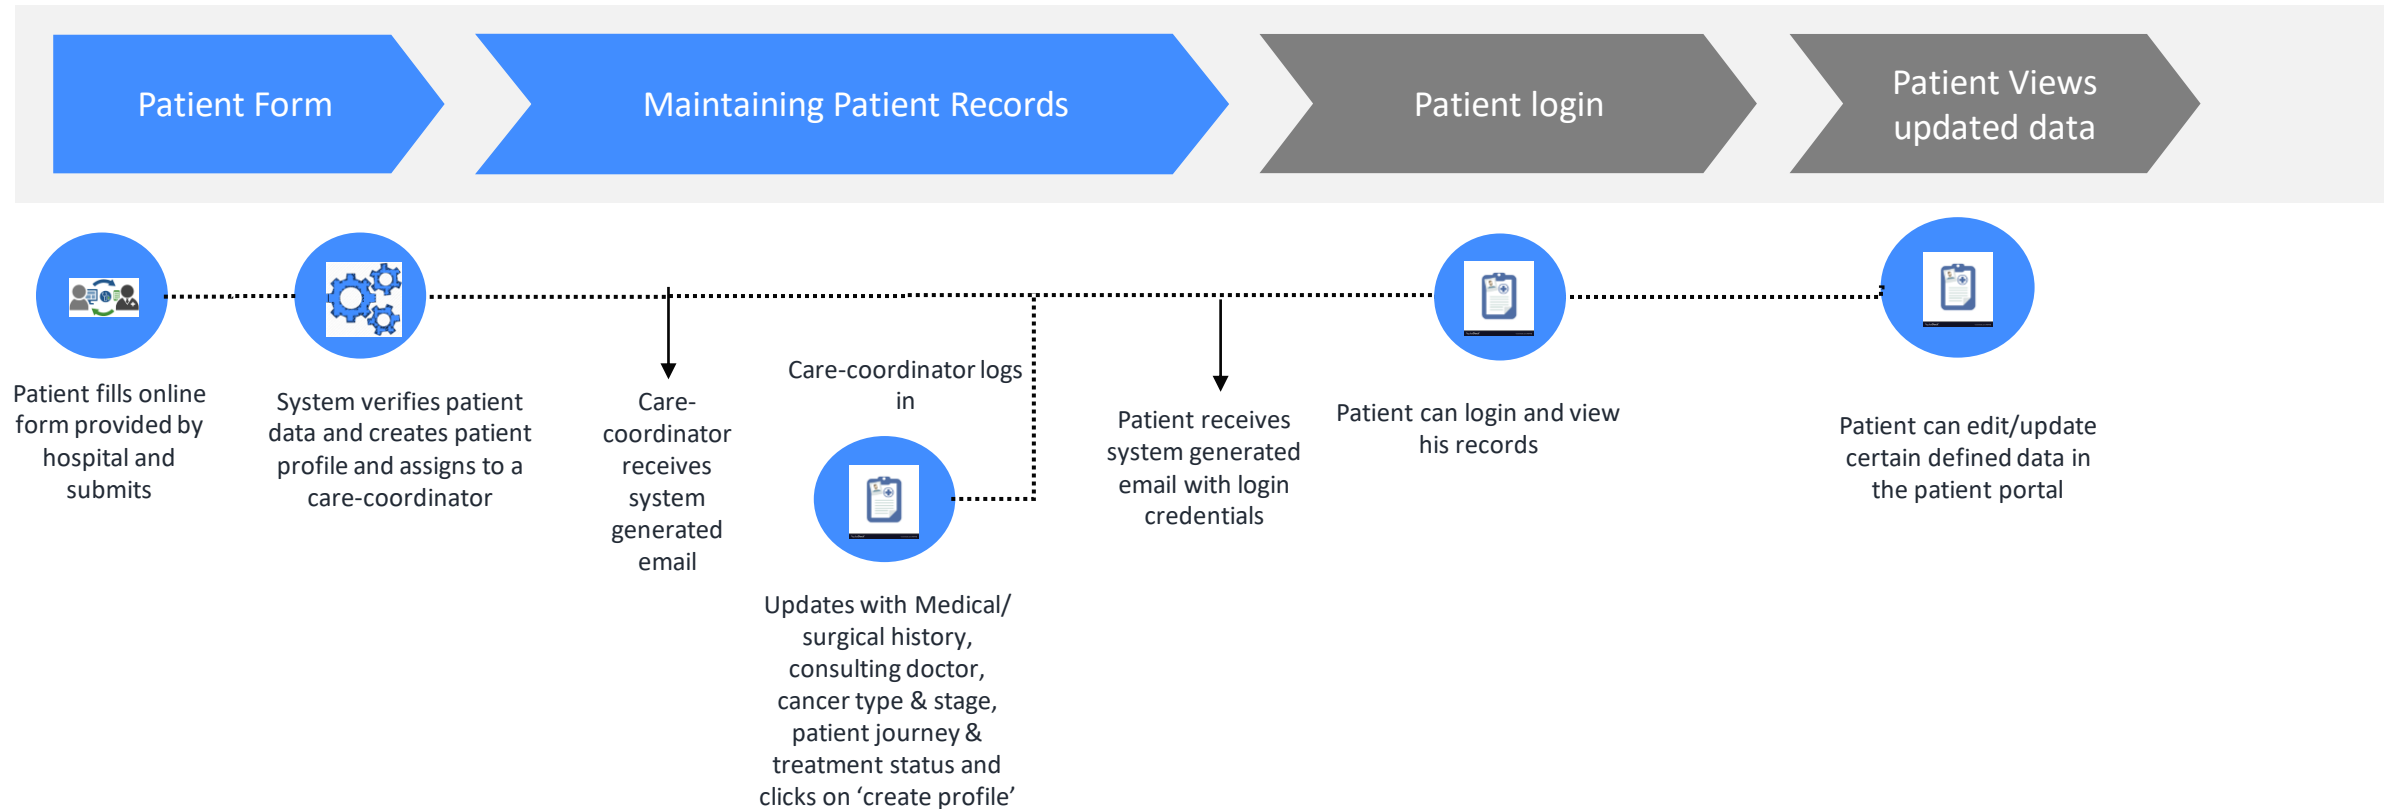 Patient Form
Maintaining Patient Records
Patient login
Patient Views
updated data
Patient fills online
form provided by
hospital and
submits
System verifies patient
data and creates patient
profile and assigns to a
care-coordinator
Care-
coordinator
receives
system
generated
email
Care-coordinator logs
in
Updates with Medical/
surgical history,
consulting doctor,
cancer type & stage,
patient journey &
treatment status and
clicks on ‘create profile’
Patient receives
system generated
email with login
credentials
Patient can login and view
his records
Patient can edit/update
certain defined data in
the patient portal